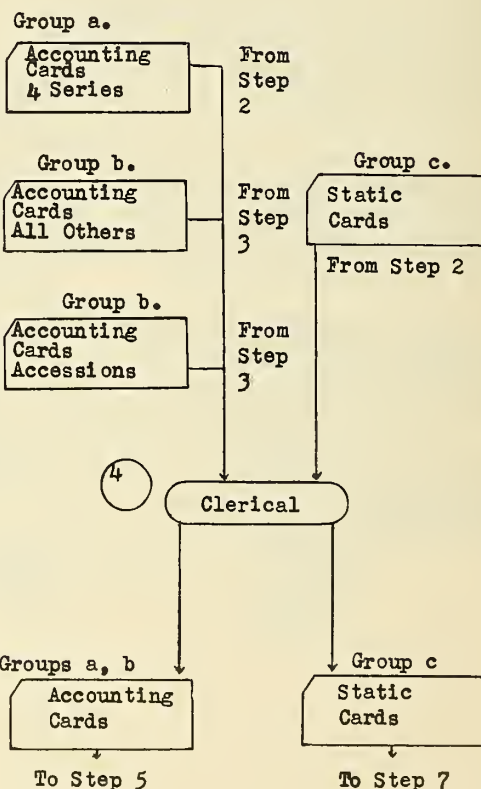 Group a.
Accounting
Cards
4 Series
From
Step
2
Group b.
Accounting
Cards
All Others
From
Step
3
Group c.
Static
Cards
From Step 2
Group b.
Accounting
Cards
Accessions
From
Step
3
4
Clerical
Groups a, b
Accounting
Cards
To Step 5
Group c
Static
Cards
To Step 7